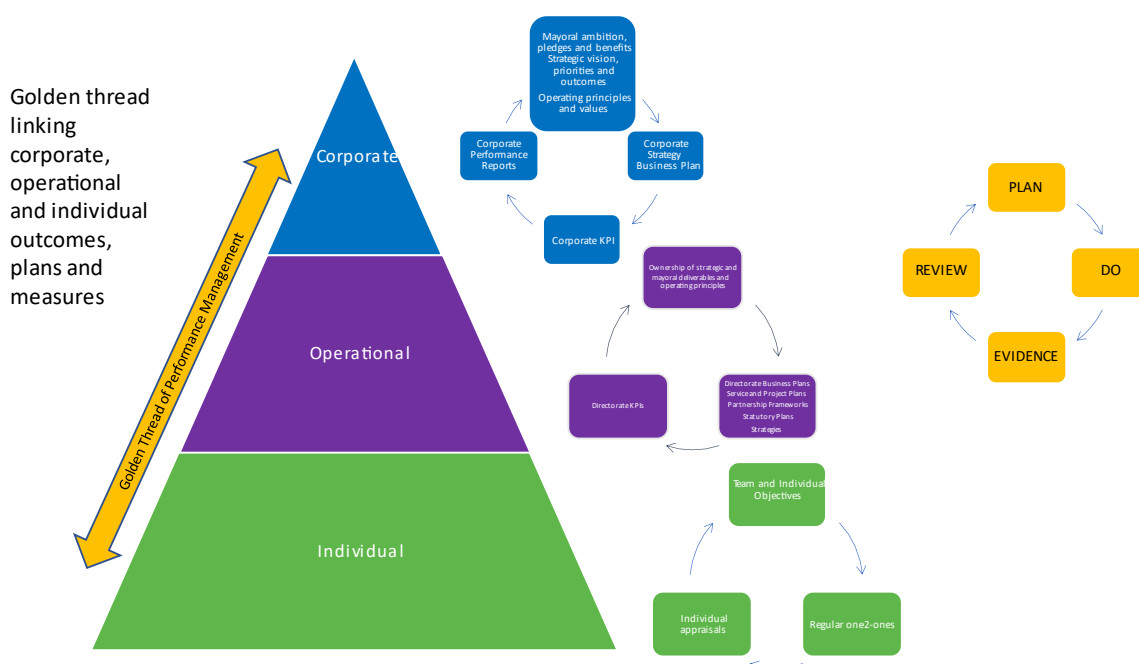 Golden thread
linking
corporate,
operational
and individual
outcomes,
plans and
measures
Golden Thread of Performance Management
Corporate
Operational
Individual
Mayoral ambition,
pledges and benefits
Strategic vision,
priorities and
outcomes
Operating principles
and values
Corporate
Strategy
Business Plan
Corporate KPI
Corporate
Performance
Reports
Ownership of strategic and
mayoral deliverables and
operating principles
Directorate Business Plans
Service and Project Plans
Partnership Frameworks
Statutory Plans
Strategies
Directorate KPIs
Team and Individual
Objectives
Regular one2-ones
Individual
appraisals
PLAN
DO
EVIDENCE
REVIEW